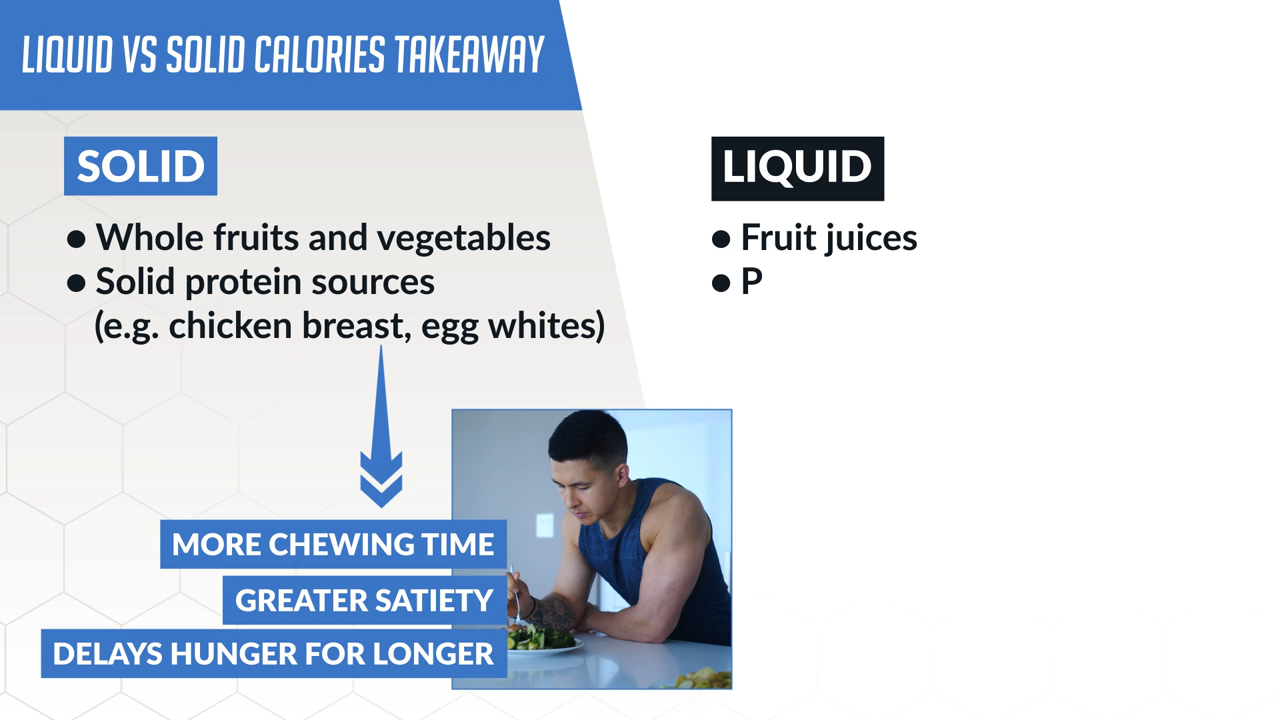 LIQUID VS SOLID CALORIES TAKEAWAY
SOLID
● Whole fruits and vegetables
● Solid protein sources
(e.g. chicken breast, egg whites)
MORE CHEWING TIME
GREATER SATIETY
DELAYS HUNGER FOR LONGER
LIQUID
● Fruit juices
● P